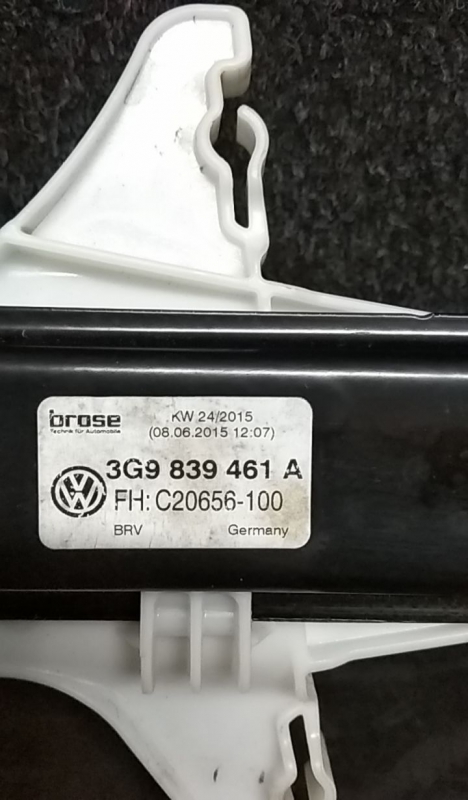 brose KW 24/2015
Technik für Automobile (08.06.2015 12:07)
3G9 839 461 A
FH: C20656-100
BRV Germany